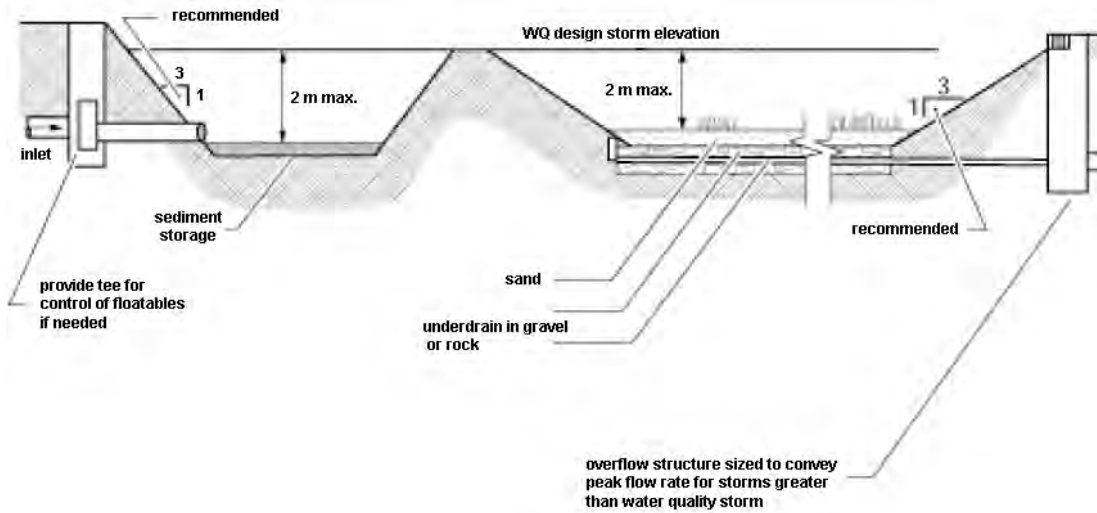 recommended
WQ design storm elevation
3
1
2 m max.
2 m max.
1
3
inlet
sediment
storage
recommended
provide tee for
control of floatables
if needed
sand
underdrain in gravel
or rock
overflow structure sized to convey
peak flow rate for storms greater
than water quality storm